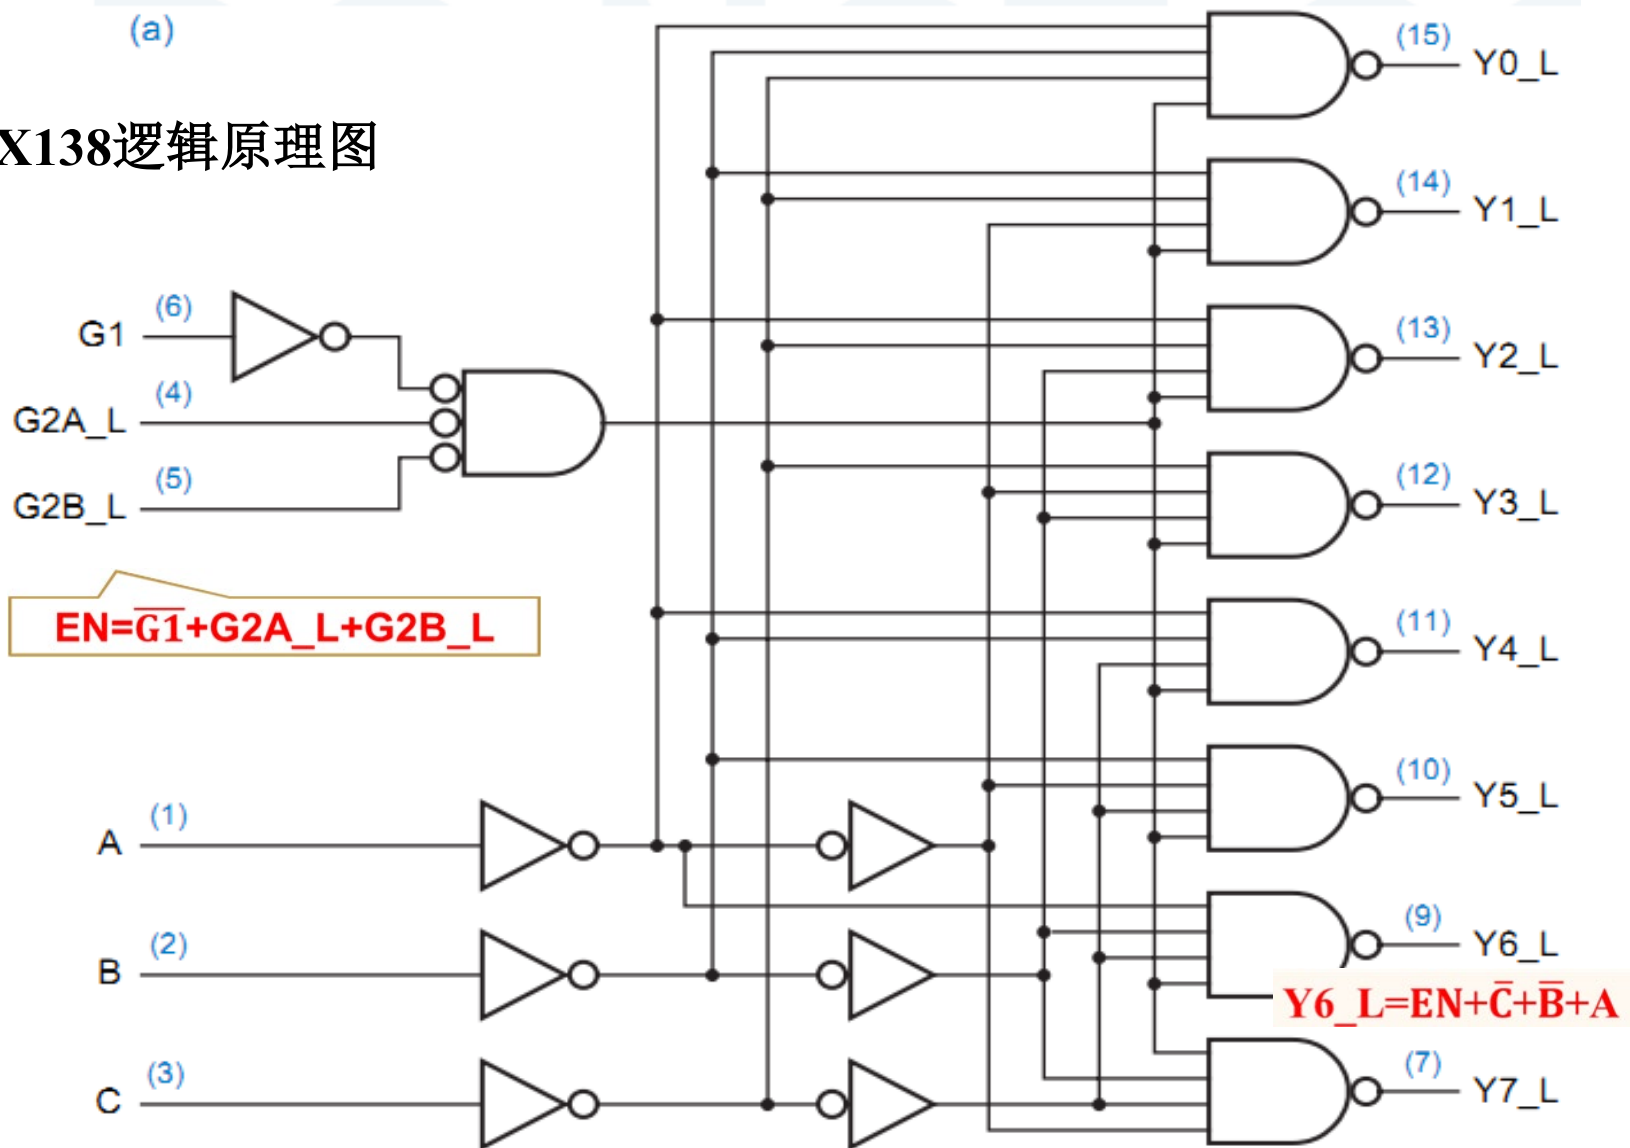 (a)
X138逻辑原理图
(15) Y0_L
(14) Y1_L
(13) Y2_L
(12) Y3_L
(11) Y4_L
(10) Y5_L
(9) Y6_L
(7) Y7_L
G1 (6)
G2A_L (4)
G2B_L (5)
EN=G̅1̅+G2A_L+G2B_L
A (1)
B (2)
C (3)
Y6_L=EN+C̅+B̅+A